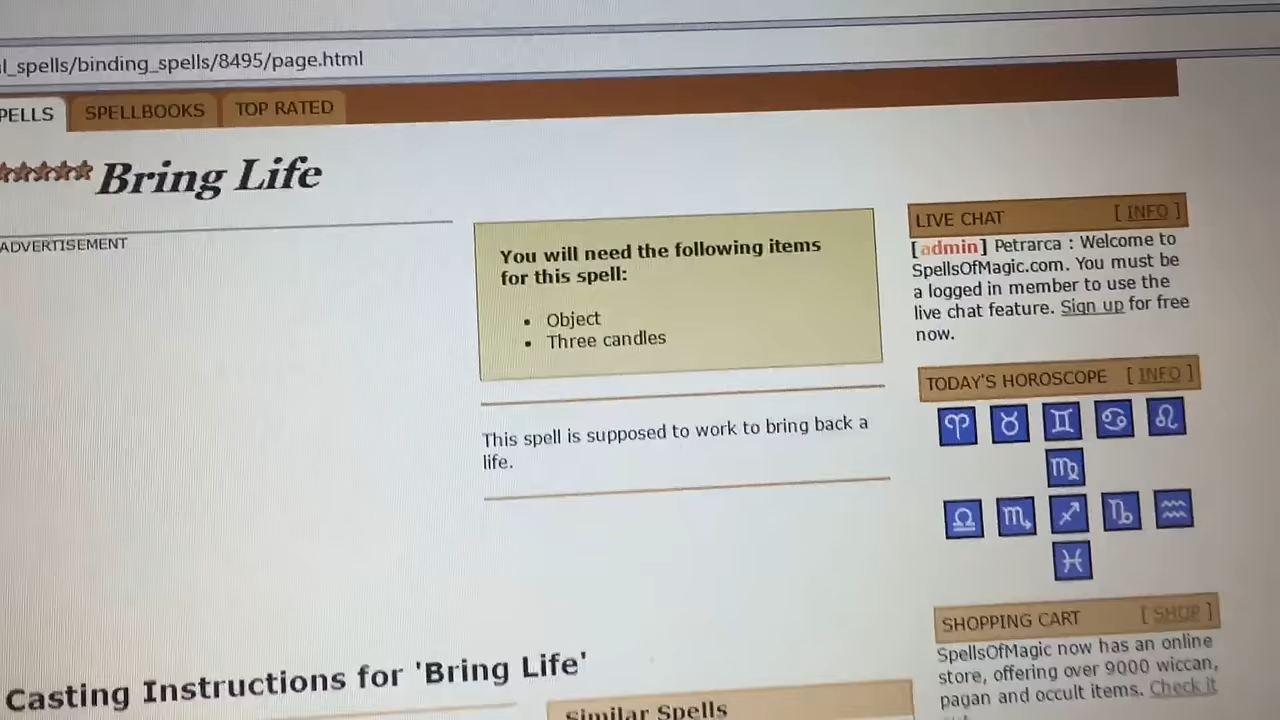 l_spells/binding_spells/8495/page.html
PELLS SPELLBOOKS TOP RATED
Bring Life
ADVERTISEMENT
You will need the following items
for this spell:
• Object
• Three candles
This spell is supposed to work to bring back a
life.
Casting Instructions for 'Bring Life'
Similar Spells
LIVE CHAT [ INFO ]
[admin] Petrarca : Welcome to
SpellsOfMagic.com. You must be
a logged in member to use the
live chat feature. Sign up for free
now.
TODAY'S HOROSCOPE [ INFO ]
SHOPPING CART [ SHOP ]
SpellsOfMagic now has an online
store, offering over 9000 wiccan,
pagan and occult items. Check it